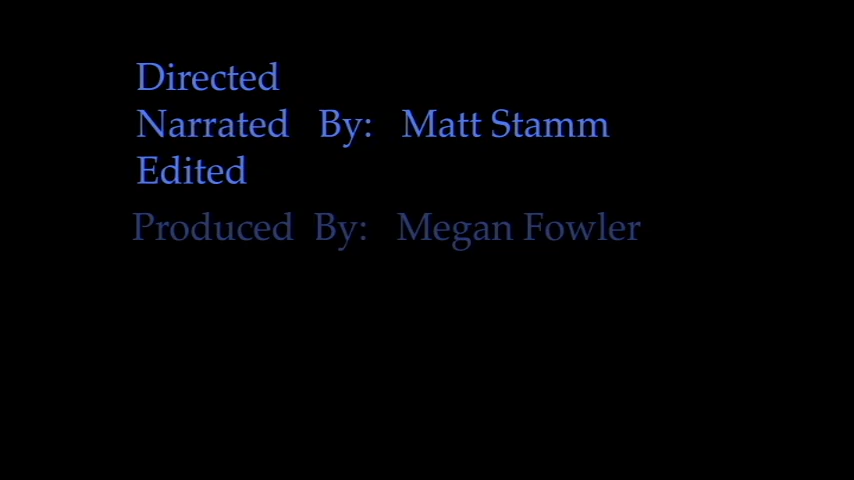 Directed
Narrated By: Matt Stamm
Edited
Produced By: Megan Fowler